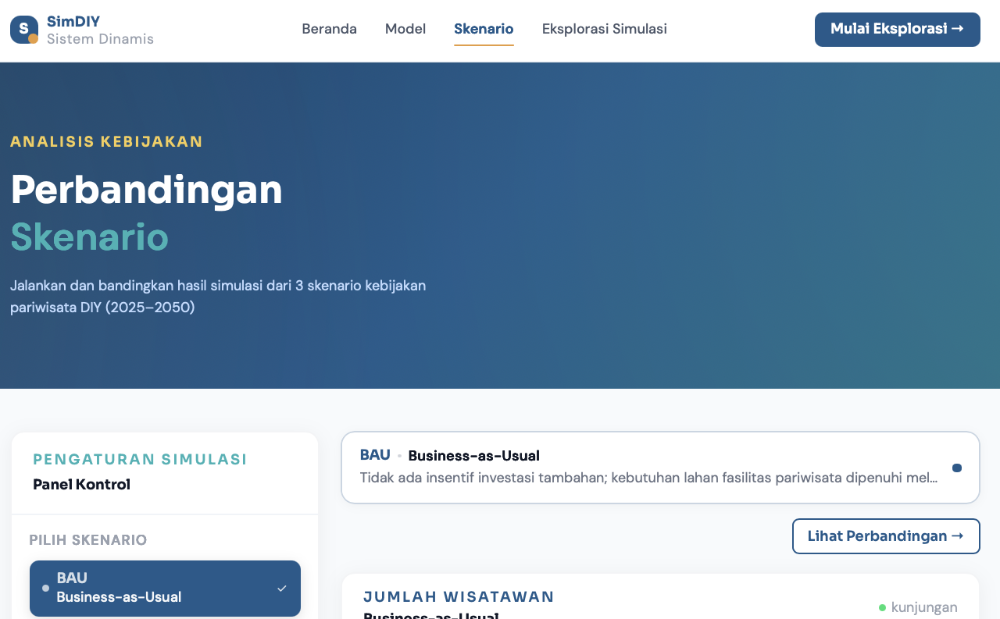 S
SimDIY
Sistem Dinamis
Beranda
Model
Skenario
Eksplorasi Simulasi
Mulai Eksplorasi →
ANALISIS KEBIJAKAN
Perbandingan
Skenario
Jalankan dan bandingkan hasil simulasi dari 3 skenario kebijakan
pariwisata DIY (2025–2050)
PENGATURAN SIMULASI
Panel Kontrol
PILIH SKENARIO
BAU
Business-as-Usual
✓
BAU • Business-as-Usual
Tidak ada insentif investasi tambahan; kebutuhan lahan fasilitas pariwisata dipenuhi mel...
Lihat Perbandingan →
JUMLAH WISATAWAN
Business-as-Usual
kunjungan